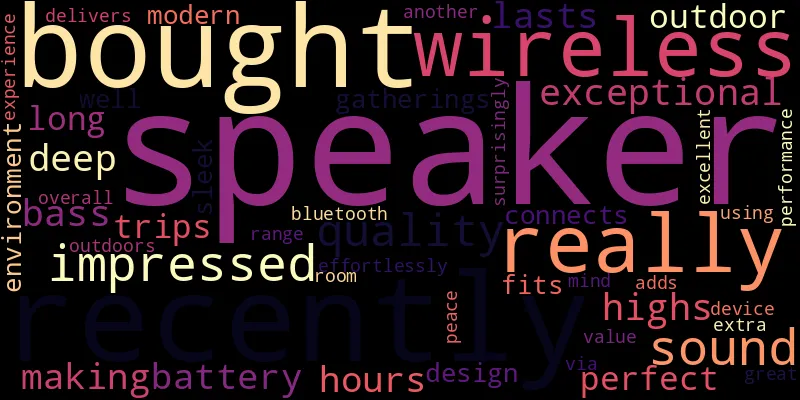 delivers
modern
another
lasts
outdoor
bought
wireless
experience
well
gatherings
surprisingly
exceptional
long
speaker
excellent
performance
deep
sleek
environment
overall
bass
trips
bluetooth
quality
connects
using
outdoors
range
really
impressed
room
effortlessly
fits
mind
adds
recently
peace
highs
device
extra
value
sound
making
battery
hours
design
via
perfect
great